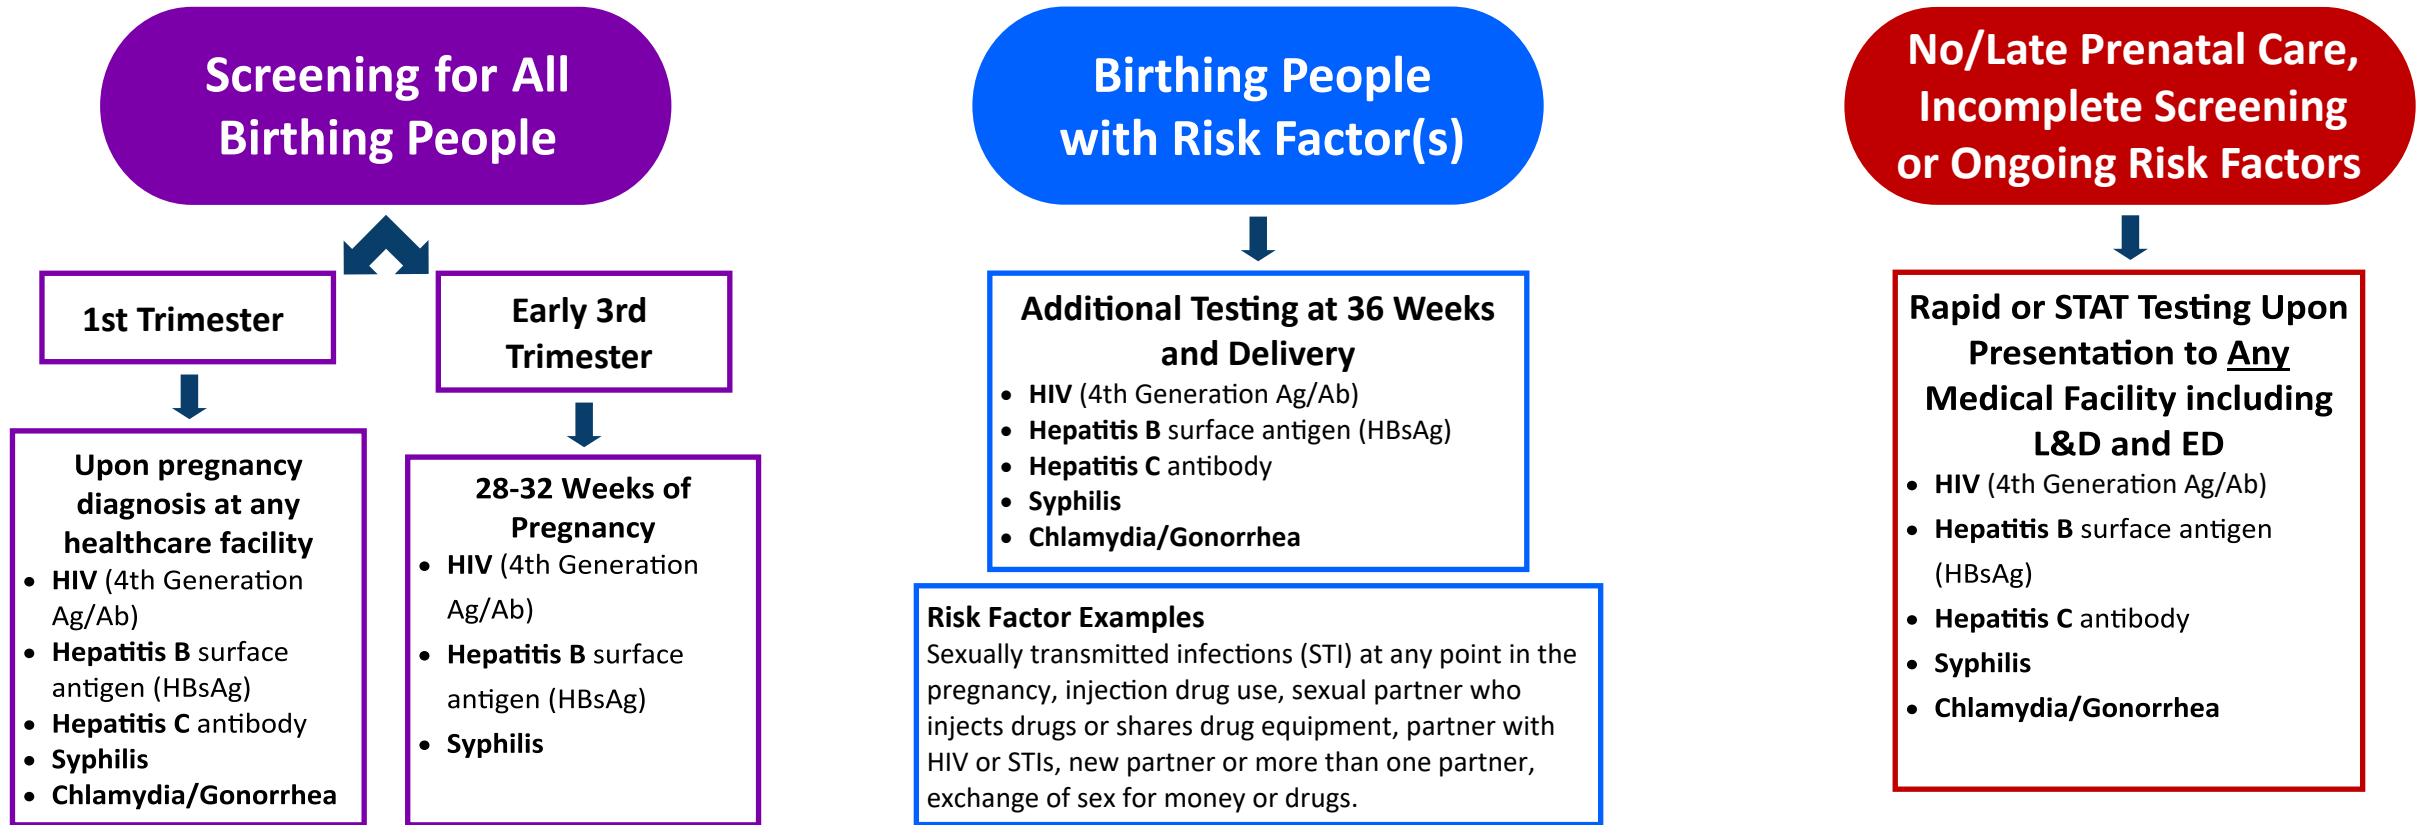 Screening for All
Birthing People
1st Trimester
Upon pregnancy
diagnosis at any
healthcare facility
• HIV (4th Generation
Ag/Ab)
• Hepatitis B surface
antigen (HBsAg)
• Hepatitis C antibody
• Syphilis
• Chlamydia/Gonorrhea
Early 3rd
Trimester
28-32 Weeks of
Pregnancy
• HIV (4th Generation
Ag/Ab)
• Hepatitis B surface
antigen (HBsAg)
• Syphilis
Birthing People
with Risk Factor(s)
Additional Testing at 36 Weeks
and Delivery
• HIV (4th Generation Ag/Ab)
• Hepatitis B surface antigen (HBsAg)
• Hepatitis C antibody
• Syphilis
• Chlamydia/Gonorrhea
Risk Factor Examples
Sexually transmitted infections (STI) at any point in the
pregnancy, injection drug use, sexual partner who
injects drugs or shares drug equipment, partner with
HIV or STIs, new partner or more than one partner,
exchange of sex for money or drugs.
No/Late Prenatal Care,
Incomplete Screening
or Ongoing Risk Factors
Rapid or STAT Testing Upon
Presentation to Any
Medical Facility including
L&D and ED
• HIV (4th Generation Ag/Ab)
• Hepatitis B surface antigen
(HBsAg)
• Hepatitis C antibody
• Syphilis
• Chlamydia/Gonorrhea